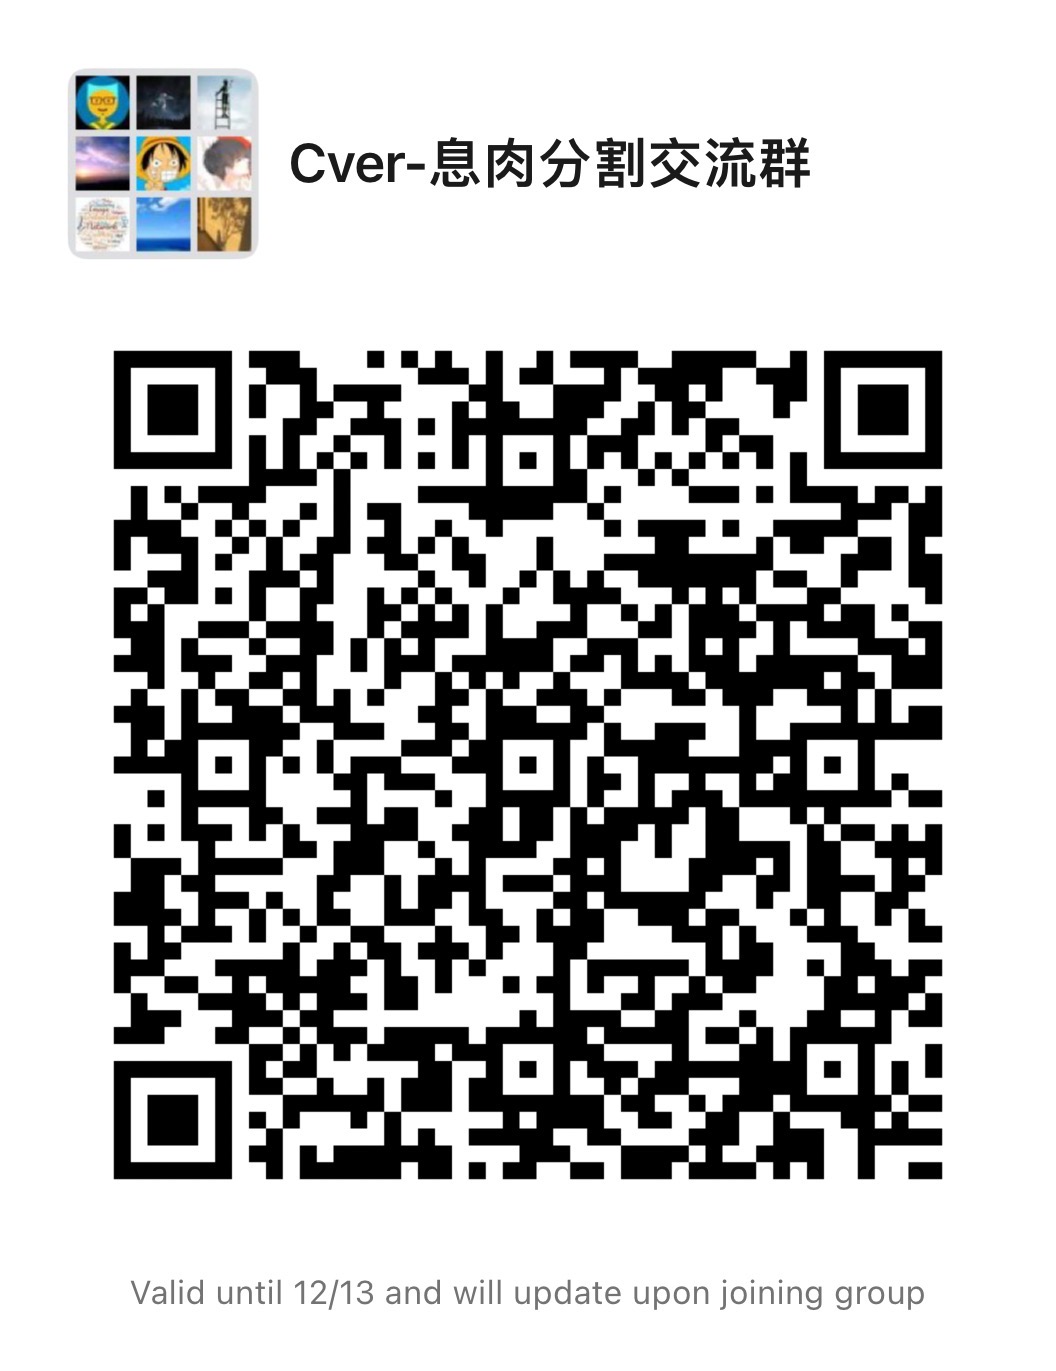 Cver-息肉分割交流群
Valid until 12/13 and will update upon joining group